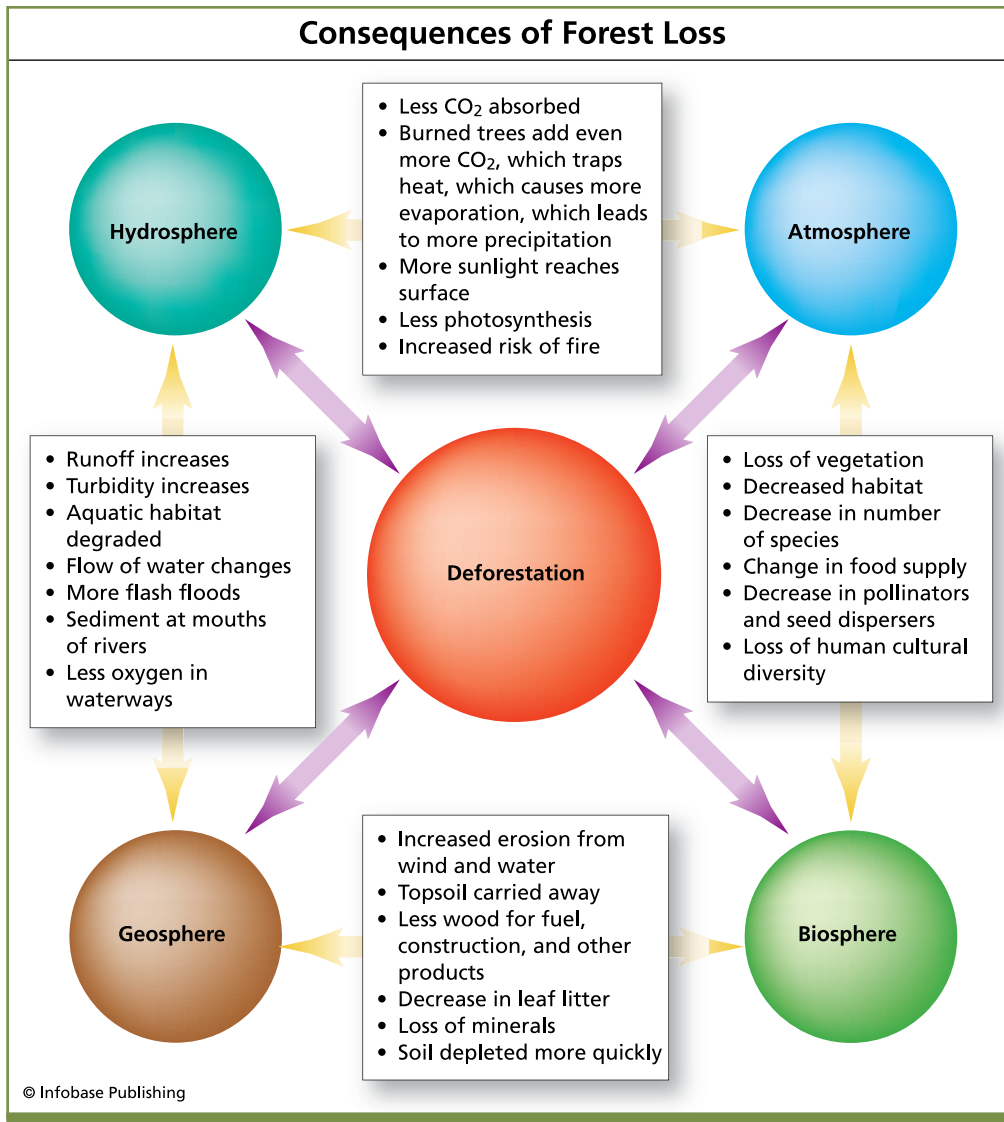 Consequences of Forest Loss
• Less CO₂ absorbed
• Burned trees add even
more CO₂, which traps
heat, which causes more
evaporation, which leads
to more precipitation
• More sunlight reaches
surface
• Less photosynthesis
• Increased risk of fire
Hydrosphere
Atmosphere
• Runoff increases
• Turbidity increases
• Aquatic habitat
degraded
• Flow of water changes
• More flash floods
• Sediment at mouths
of rivers
• Less oxygen in
waterways
Deforestation
• Loss of vegetation
• Decreased habitat
• Decrease in number
of species
• Change in food supply
• Decrease in pollinators
and seed dispersers
• Loss of human cultural
diversity
Geosphere
• Increased erosion from
wind and water
• Topsoil carried away
• Less wood for fuel,
construction, and other
products
• Decrease in leaf litter
• Loss of minerals
• Soil depleted more quickly
Biosphere
© Infobase Publishing